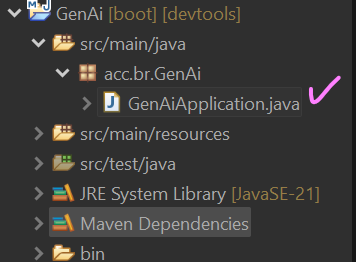 GenAi [boot] [devtools]
src/main/java
acc.br.GenAi
GenAiApplication.java
src/main/resources
src/test/java
JRE System Library [JavaSE-21]
Maven Dependencies
bin